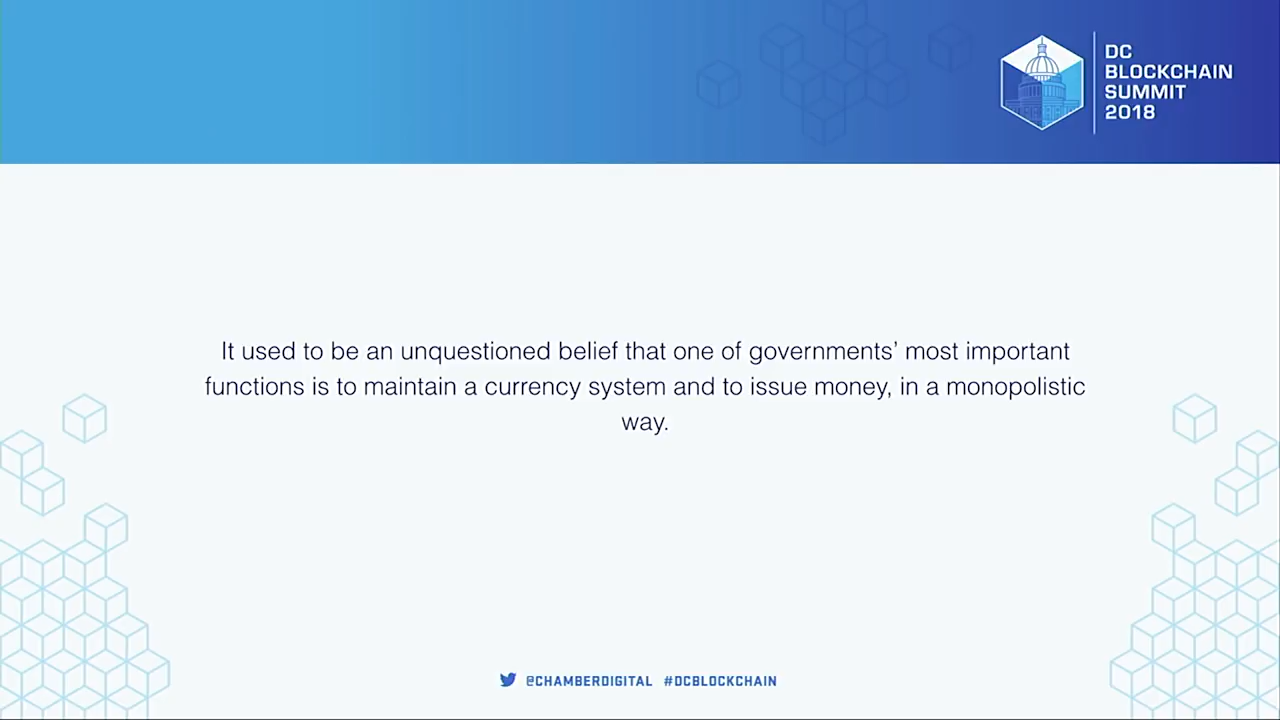 DC
BLOCKCHAIN
SUMMIT
2018
It used to be an unquestioned belief that one of governments’ most important
functions is to maintain a currency system and to issue money, in a monopolistic
way.
@CHAMBERDIGITAL #DCBLOCKCHAIN